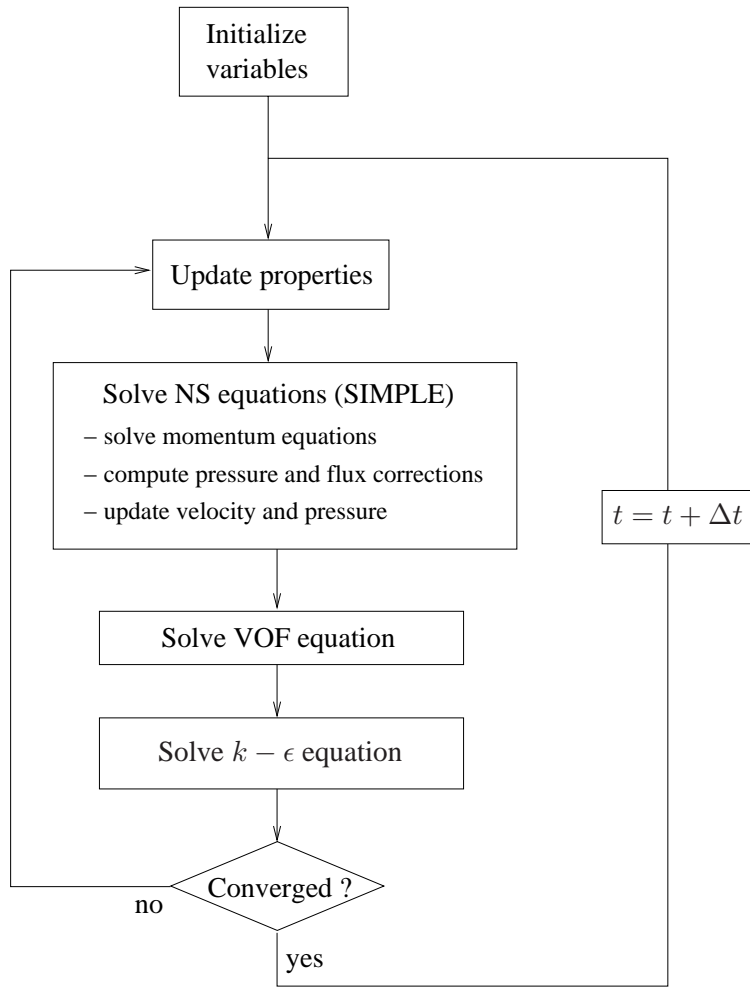 Initialize
variables
Update properties
Solve NS equations (SIMPLE)
– solve momentum equations
– compute pressure and flux corrections
– update velocity and pressure
t = t + Δt
Solve VOF equation
Solve k − ϵ equation
Converged ?
no
yes